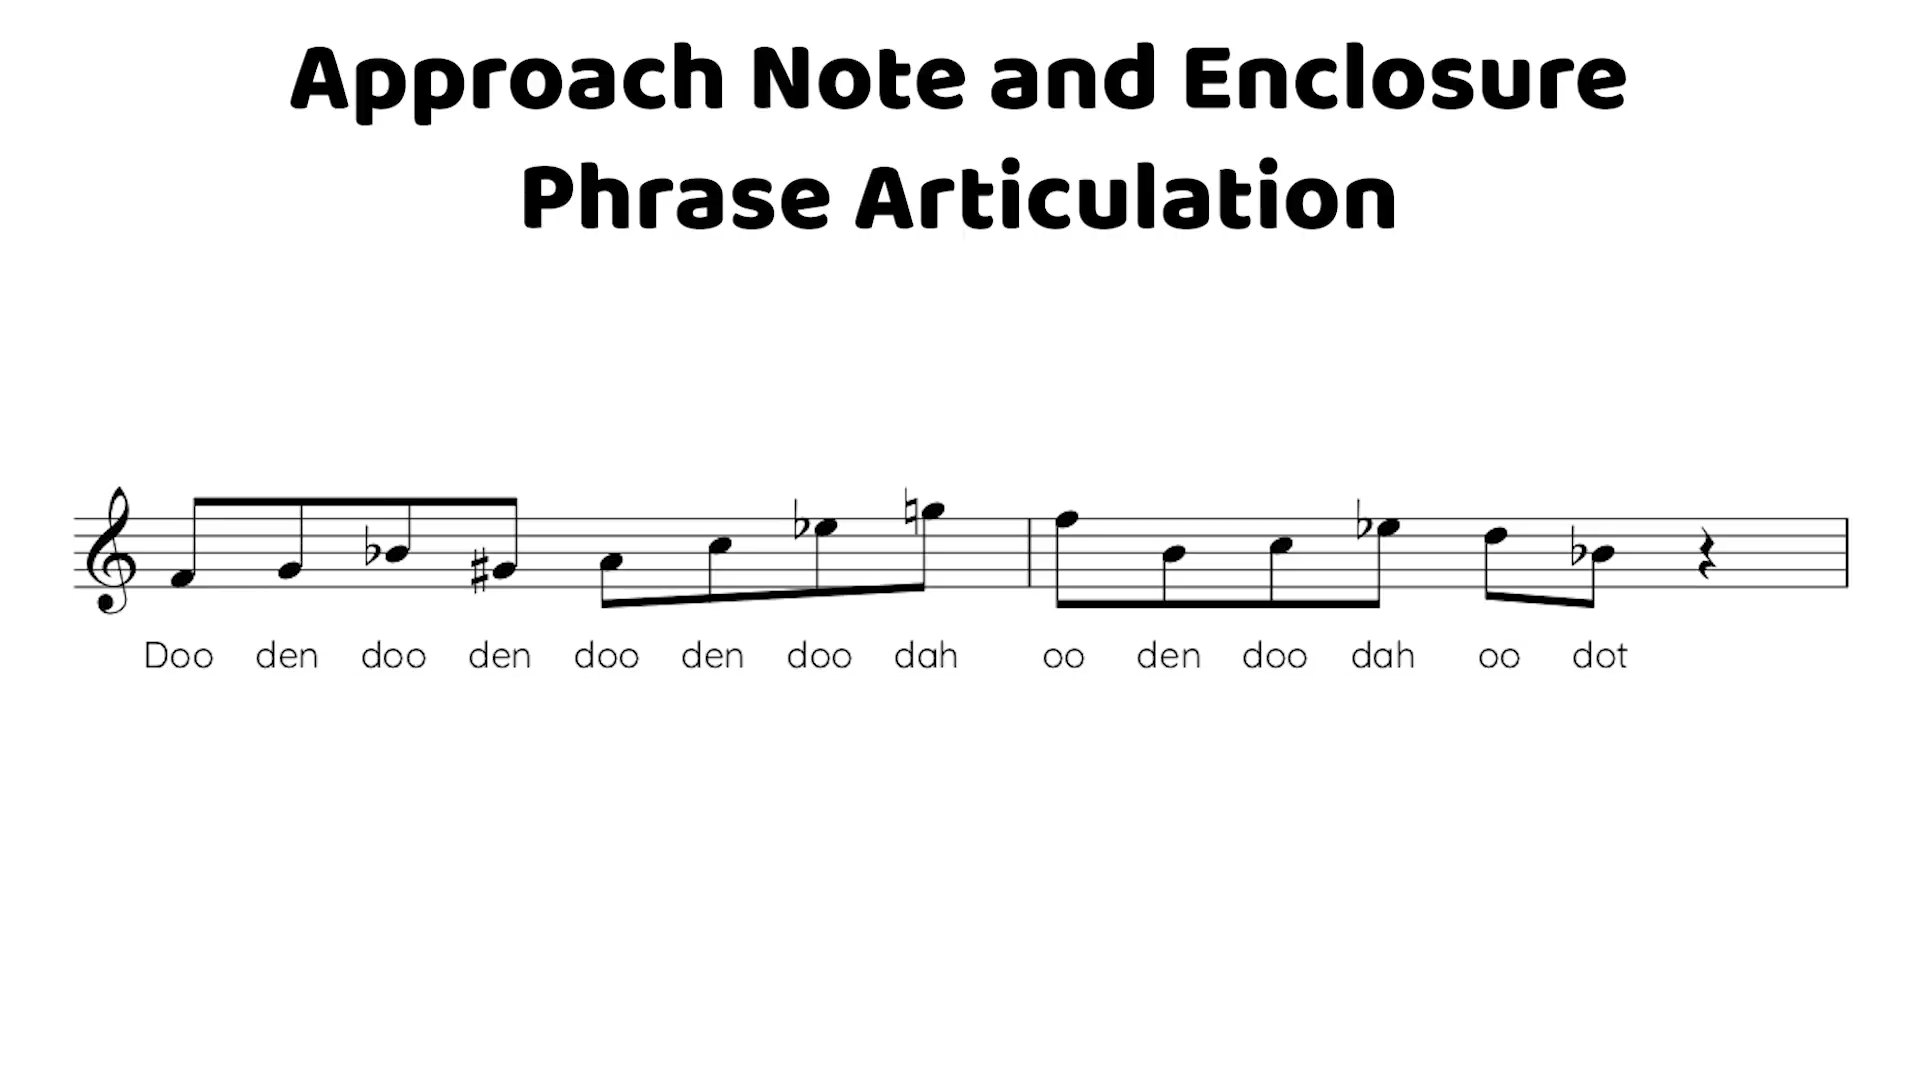 Approach Note and Enclosure
Phrase Articulation
Doo den doo den doo den doo dah oo den doo dah oo dot